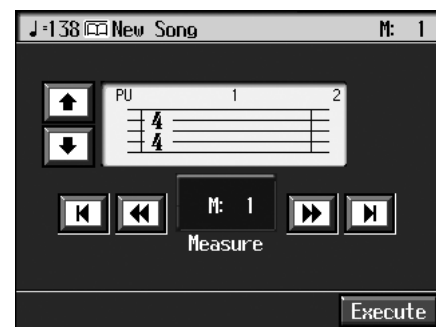 ♩=138 New Song M: 1
PU 1 2
4
4
M: 1
Measure
Execute